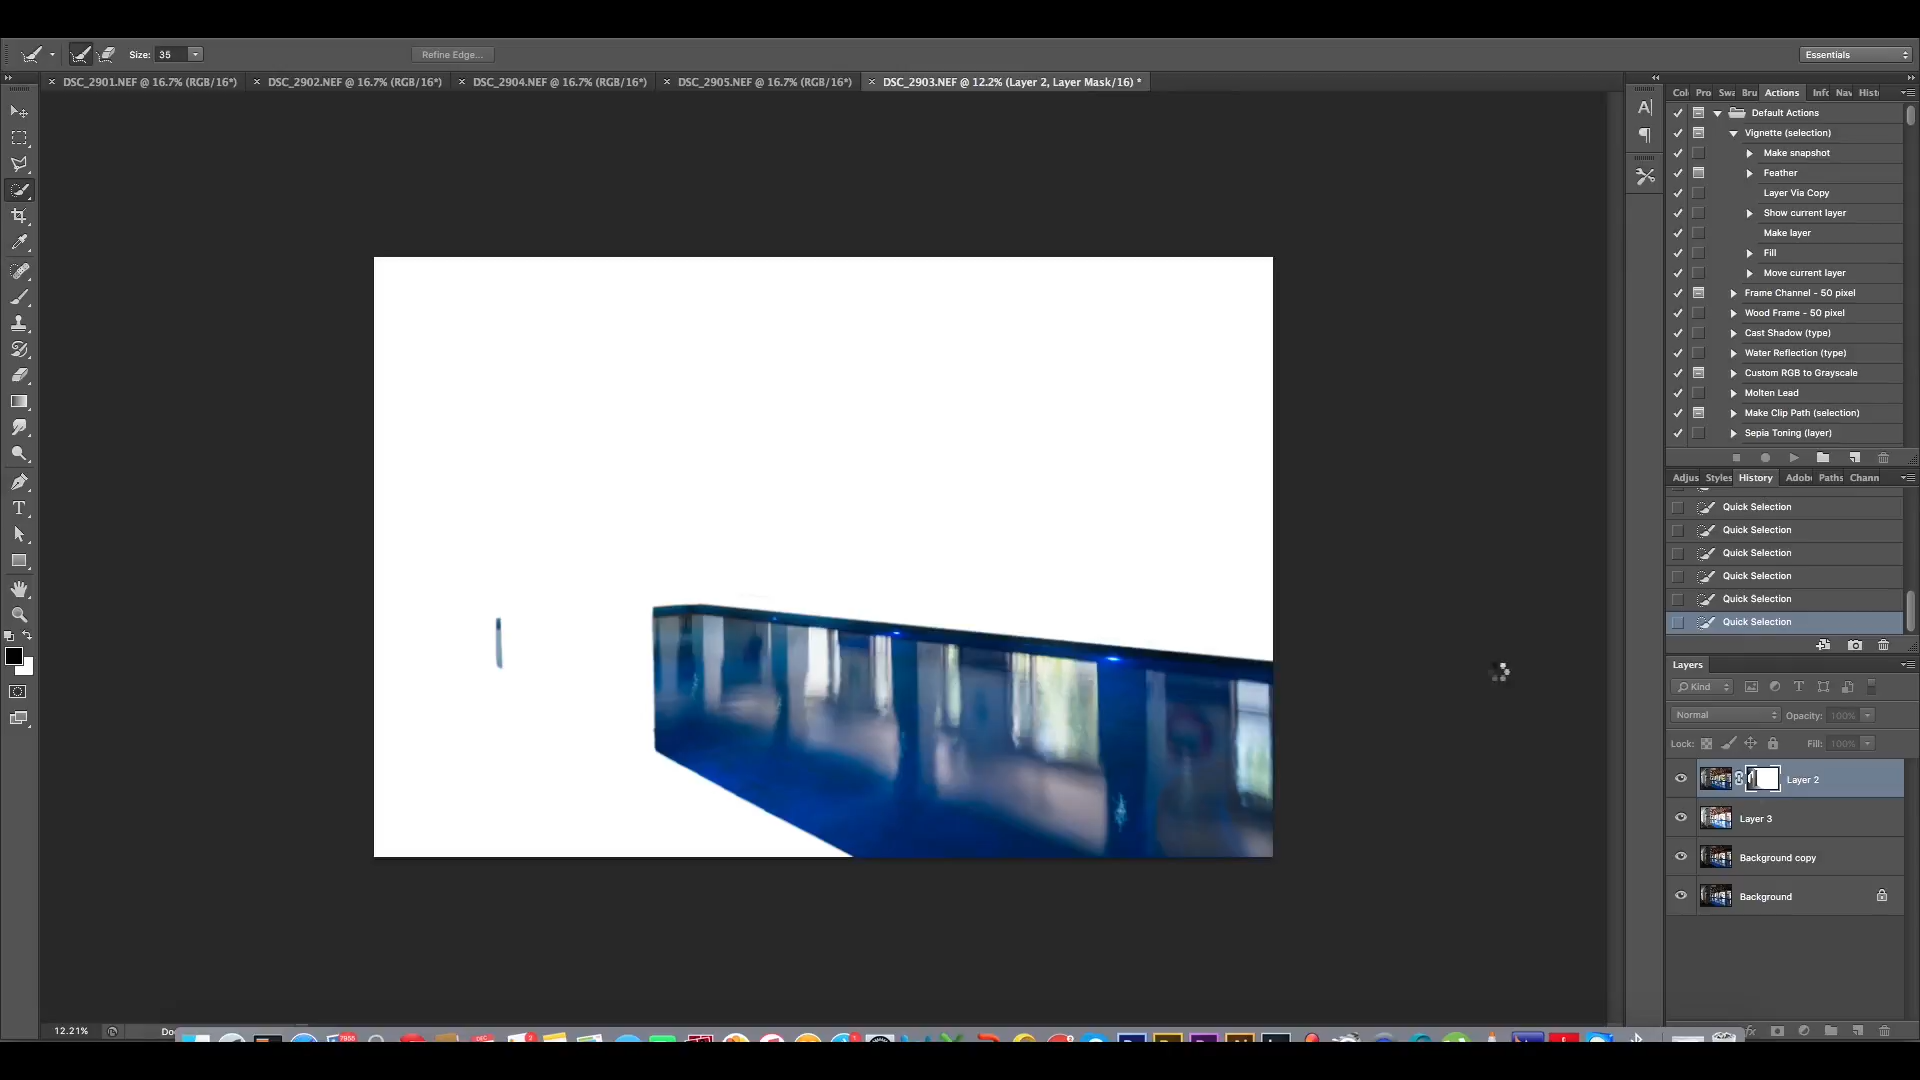 Size: 35
Refine Edge...
Essentials
DSC_2901.NEF @ 16.7% (RGB/16*)
DSC_2902.NEF @ 16.7% (RGB/16*)
DSC_2904.NEF @ 16.7% (RGB/16*)
DSC_2905.NEF @ 16.7% (RGB/16*)
DSC_2903.NEF @ 12.2% (Layer 2, Layer Mask/16) *
Col Pro Swa Bru Actions Info Nav Hist
Default Actions
Vignette (selection)
Make snapshot
Feather
Layer Via Copy
Show current layer
Make layer
Fill
Move current layer
Frame Channel - 50 pixel
Wood Frame - 50 pixel
Cast Shadow (type)
Water Reflection (type)
Custom RGB to Grayscale
Molten Lead
Make Clip Path (selection)
Sepia Toning (layer)
Adjus Styles History Adob Paths Chann
Quick Selection
Quick Selection
Quick Selection
Quick Selection
Quick Selection
Quick Selection
Layers
Kind
Normal Opacity: 100%
Lock: Fill: 100%
Layer 2
Layer 3
Background copy
Background
12.21%
Do